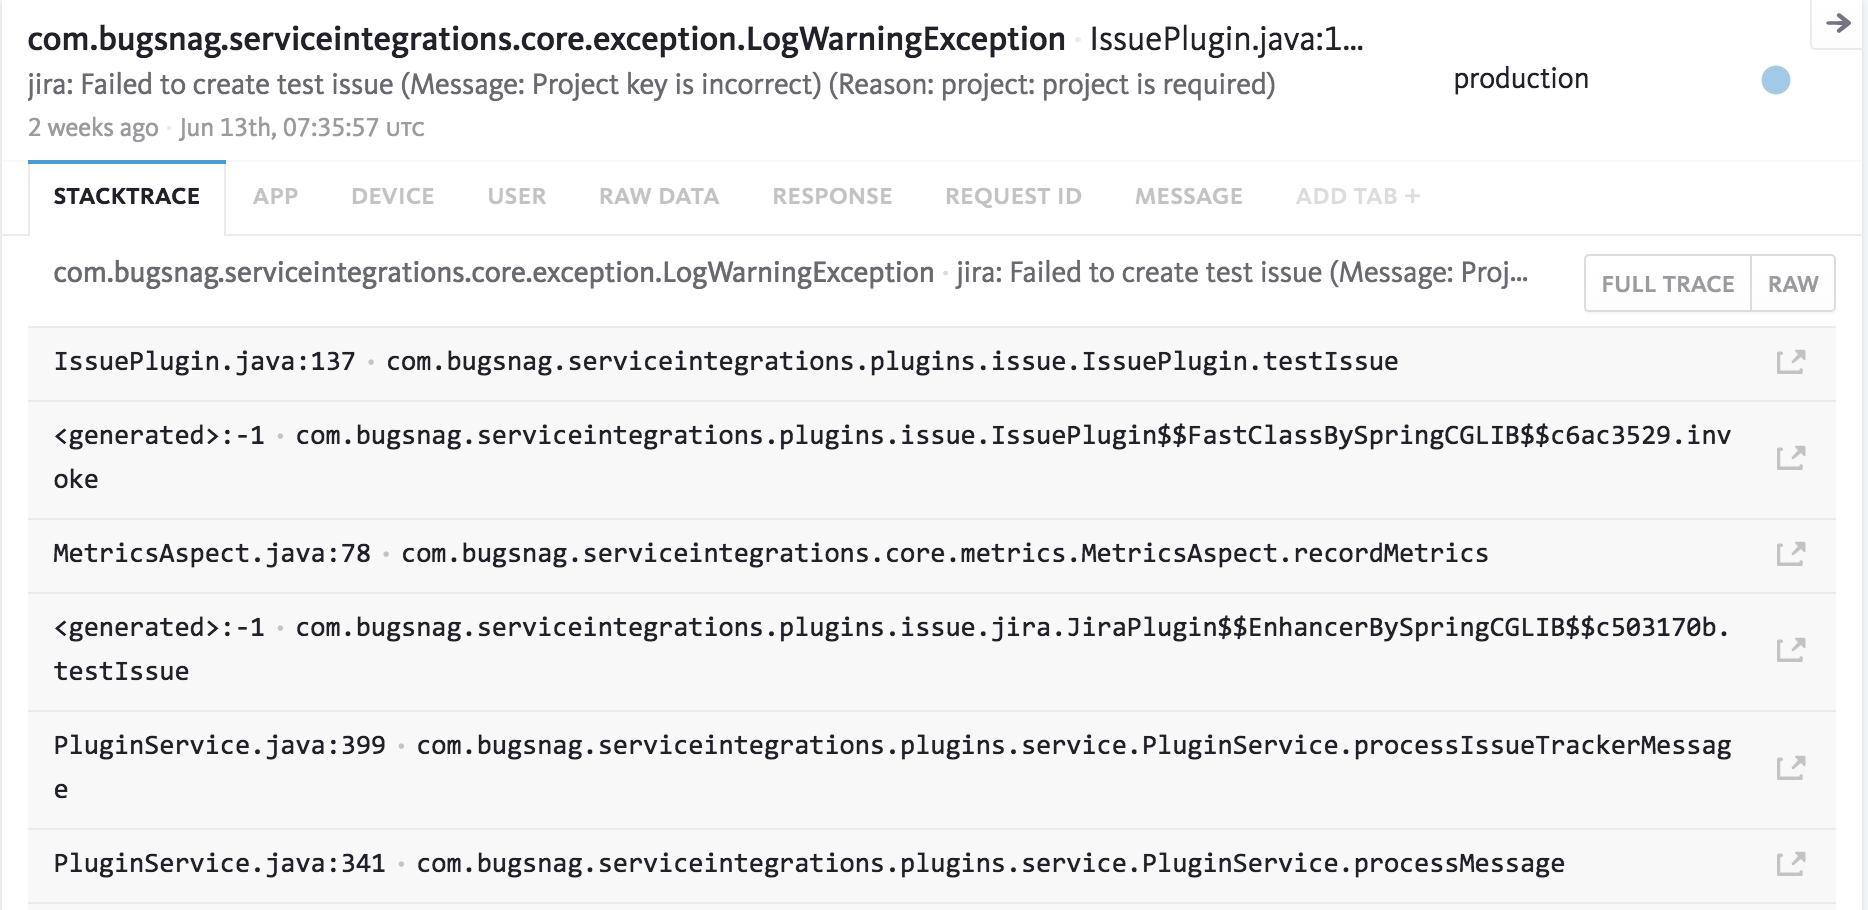 com.bugsnag.serviceintegrations.core.exception.LogWarningException · IssuePlugin.java:1...
jira: Failed to create test issue (Message: Project key is incorrect) (Reason: project: project is required)
production
2 weeks ago · Jun 13th, 07:35:57 UTC
STACKTRACE APP DEVICE USER RAW DATA RESPONSE REQUEST ID MESSAGE ADD TAB +
com.bugsnag.serviceintegrations.core.exception.LogWarningException · jira: Failed to create test issue (Message: Proj...
FULL TRACE RAW
IssuePlugin.java:137 · com.bugsnag.serviceintegrations.plugins.issue.IssuePlugin.testIssue
<generated>:-1 · com.bugsnag.serviceintegrations.plugins.issue.IssuePlugin$$FastClassBySpringCGLIB$$c6ac3529.inv
oke
MetricsAspect.java:78 · com.bugsnag.serviceintegrations.core.metrics.MetricsAspect.recordMetrics
<generated>:-1 · com.bugsnag.serviceintegrations.plugins.issue.jira.JiraPlugin$$EnhancerBySpringCGLIB$$c503170b.
testIssue
PluginService.java:399 · com.bugsnag.serviceintegrations.plugins.service.PluginService.processIssueTrackerMessag
e
PluginService.java:341 · com.bugsnag.serviceintegrations.plugins.service.PluginService.processMessage